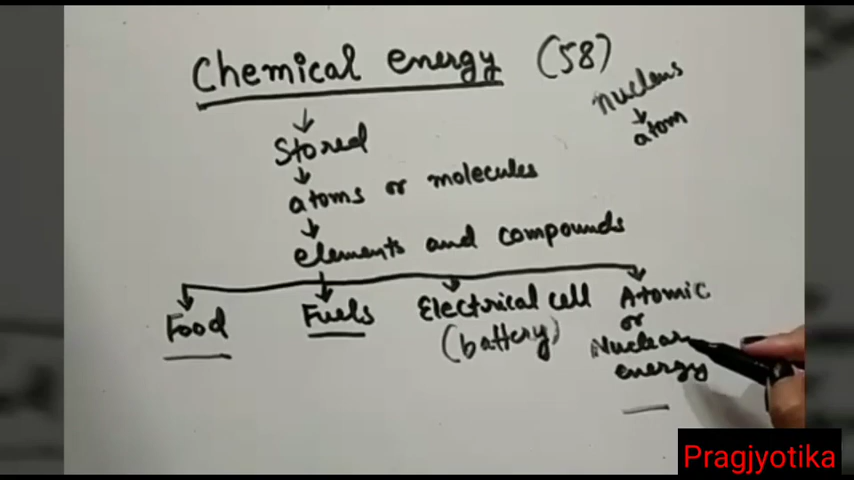 Chemical energy (58)
nucleus
atom
Stored
atoms or molecules
elements and compounds
Food
Fuels
Electrical cell
(battery)
Atomic
or
Nuclear
energy
Pragjyotika